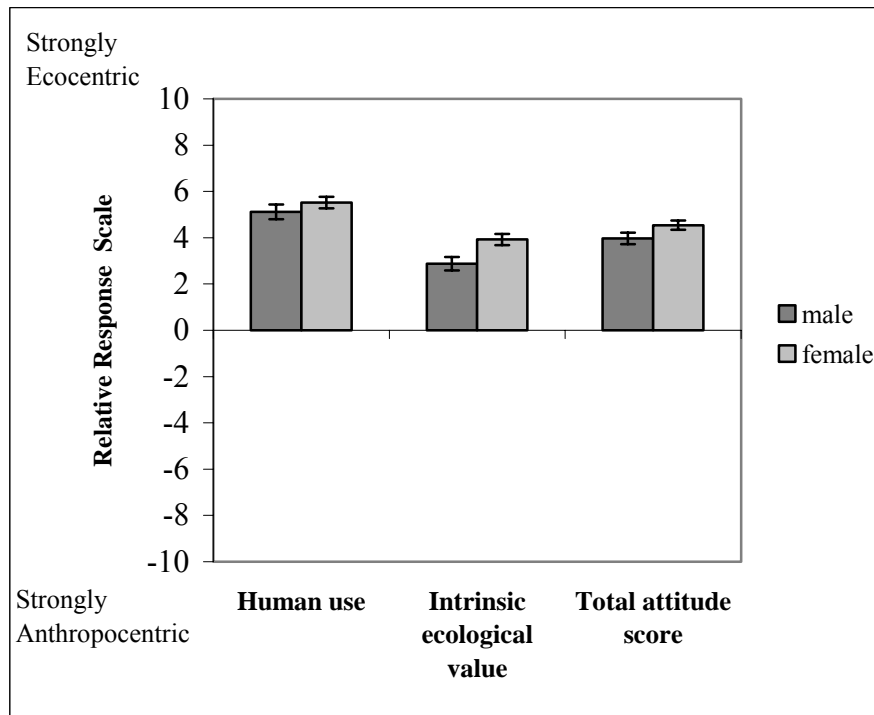 Strongly
Ecocentric
Relative Response Scale
10
8
6
4
2
0
-2
-4
-6
-8
-10
male
female
Strongly
Anthropocentric
Human use
Intrinsic
ecological
value
Total attitude
score